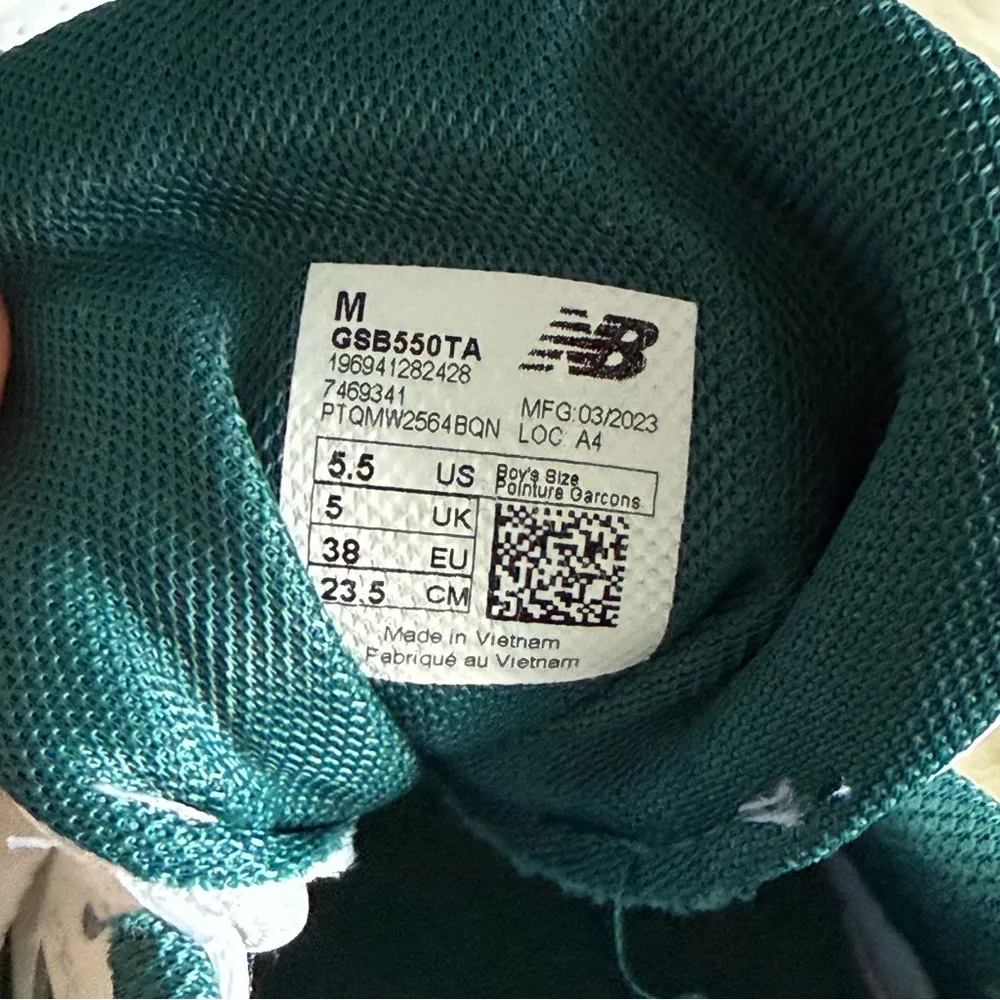 M
GSB550TA
196941282428
7469341
PTQMW2564BQN
NB
MFG:03/2023
LOC: A4
5.5 US
Boy's Size
Pointure Garcons
5 UK
38 EU
23.5 CM
Made in Vietnam
Fabriqué au Vietnam